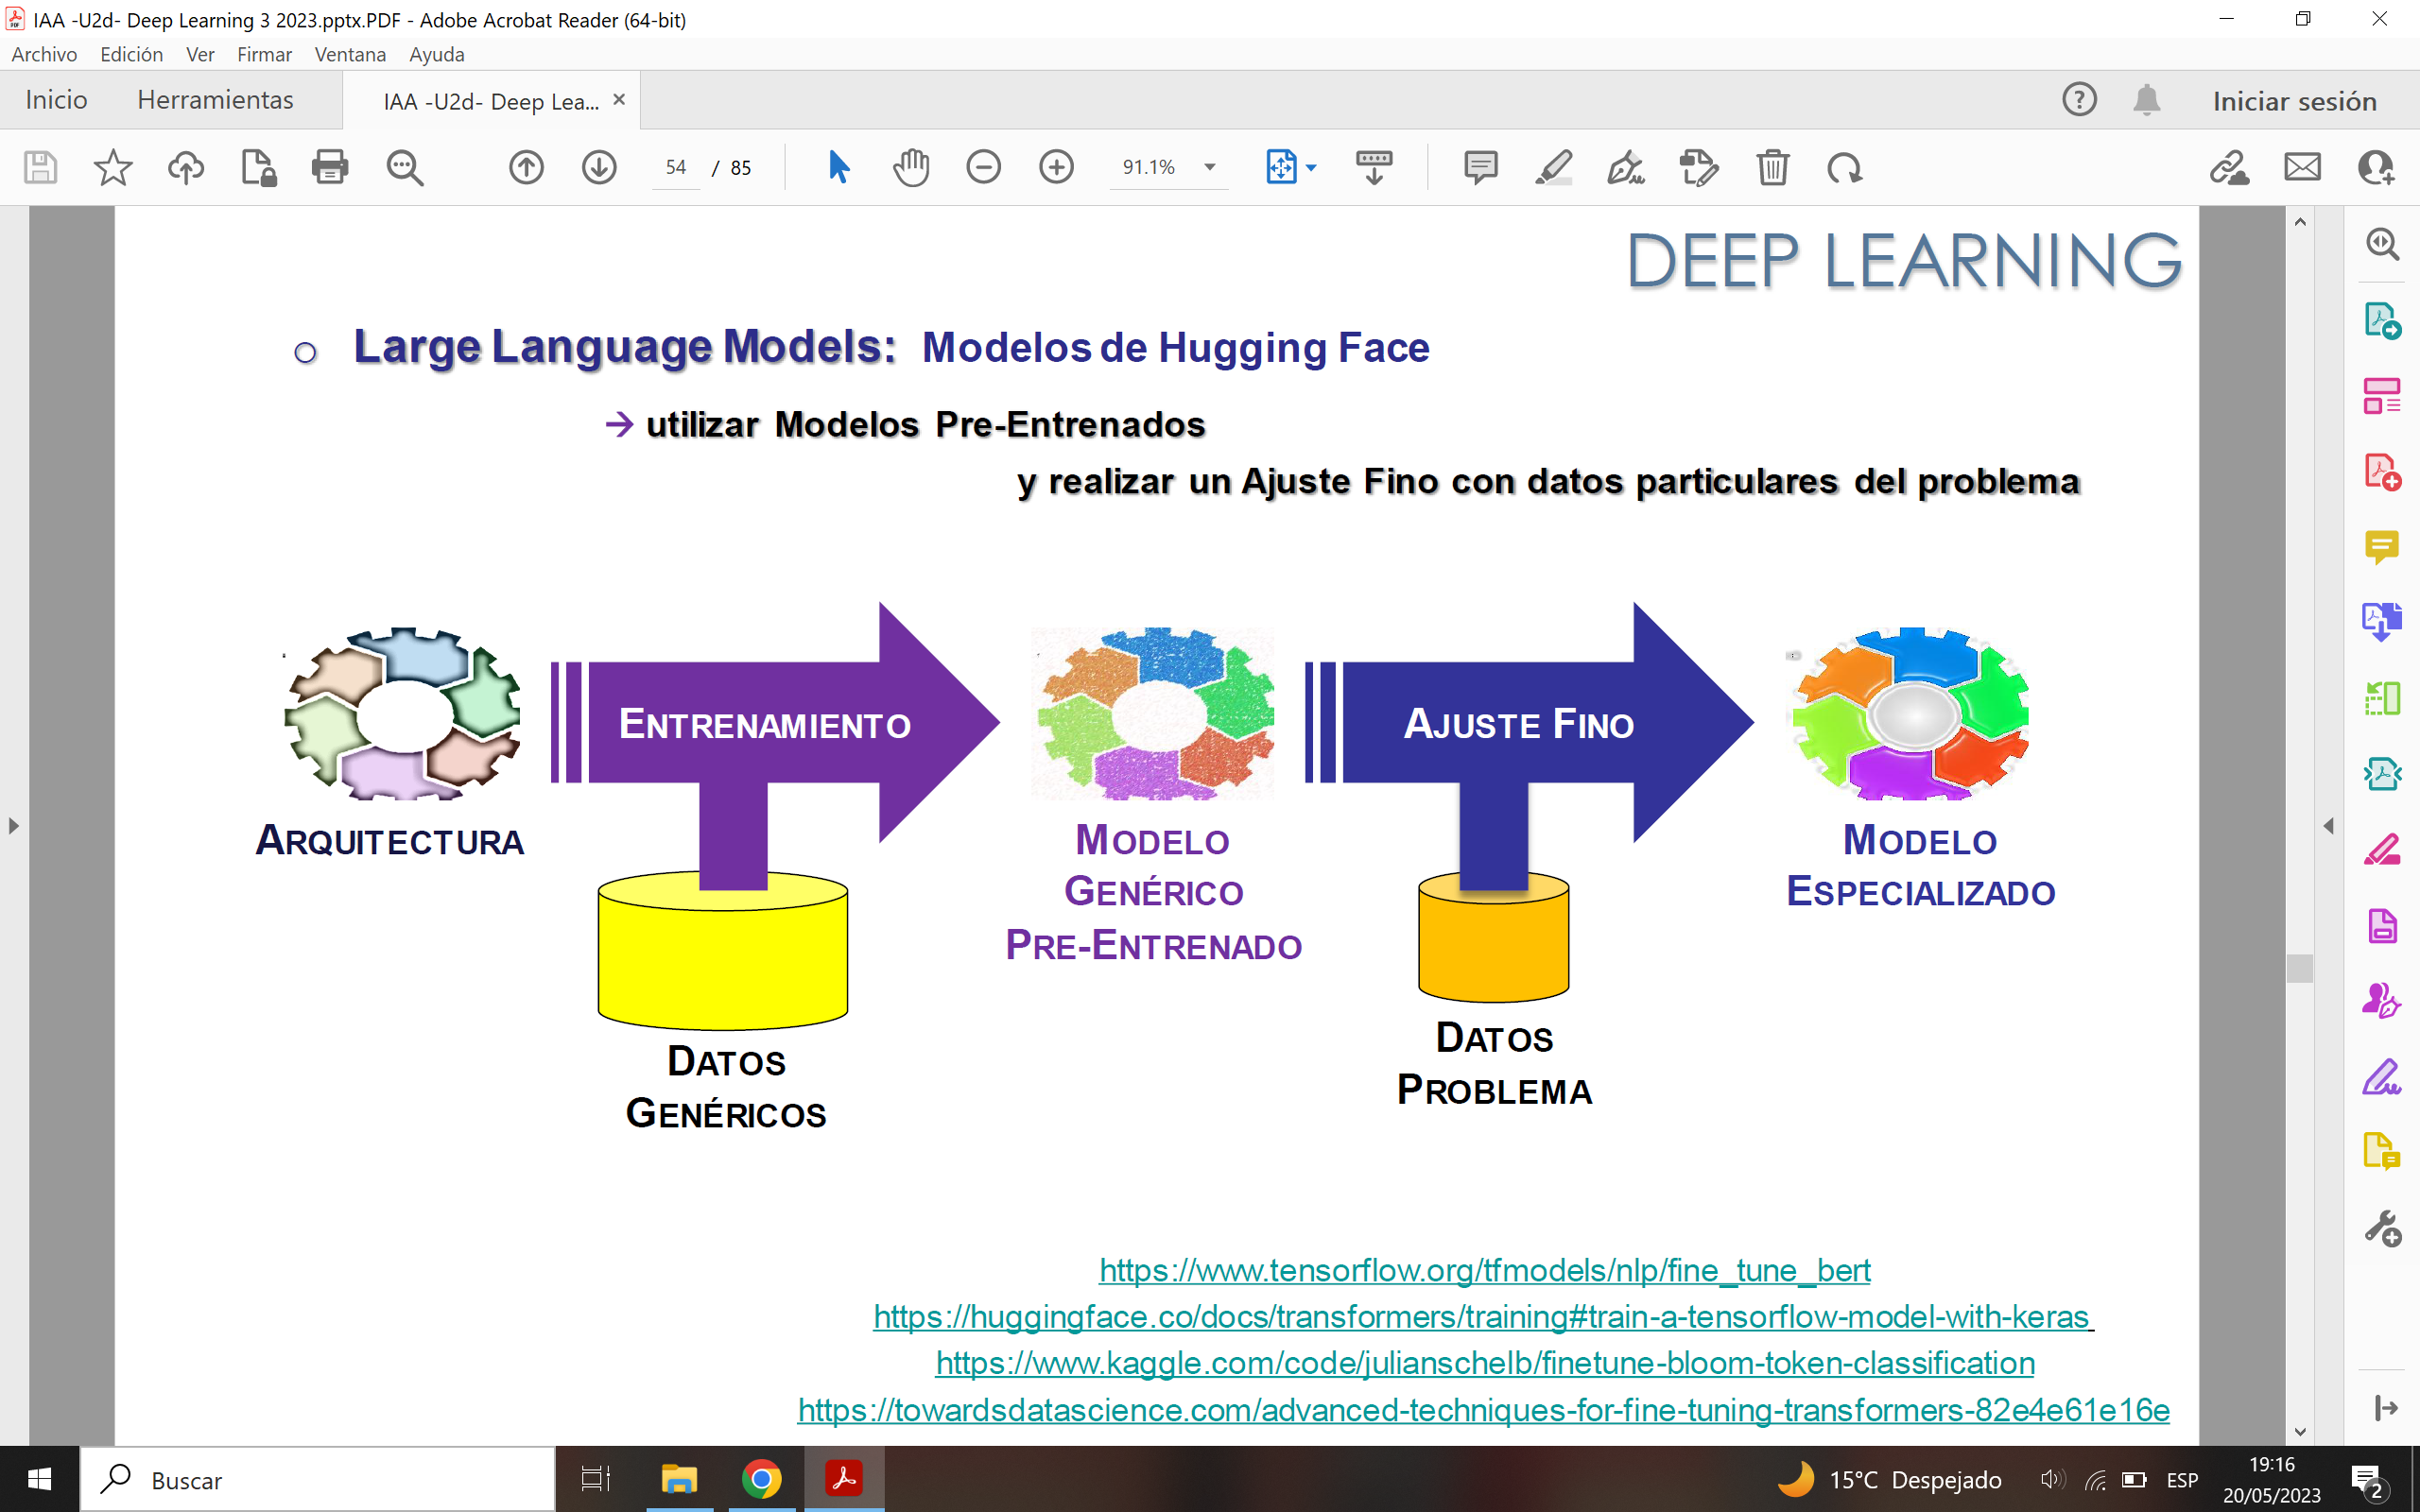 IAA -U2d- Deep Learning 3 2023.pptx.PDF - Adobe Acrobat Reader (64-bit)
Archivo Edición Ver Firmar Ventana Ayuda
Inicio Herramientas IAA -U2d- Deep Lea... Iniciar sesión
54 / 85 91.1%
DEEP LEARNING
Large Language Models: Modelos de Hugging Face
→ utilizar Modelos Pre-Entrenados
y realizar un Ajuste Fino con datos particulares del problema
ENTRENAMIENTO AJUSTE FINO
ARQUITECTURA
MODELO
GENÉRICO
PRE-ENTRENADO
MODELO
ESPECIALIZADO
DATOS
GENÉRICOS
DATOS
PROBLEMA
https://www.tensorflow.org/tfmodels/nlp/fine_tune_bert
https://huggingface.co/docs/transformers/training#train-a-tensorflow-model-with-keras
https://www.kaggle.com/code/julianschelb/finetune-bloom-token-classification
https://towardsdatascience.com/advanced-techniques-for-fine-tuning-transformers-82e4e61e16e
Buscar
15°C Despejado
ESP
19:16
20/05/2023
2